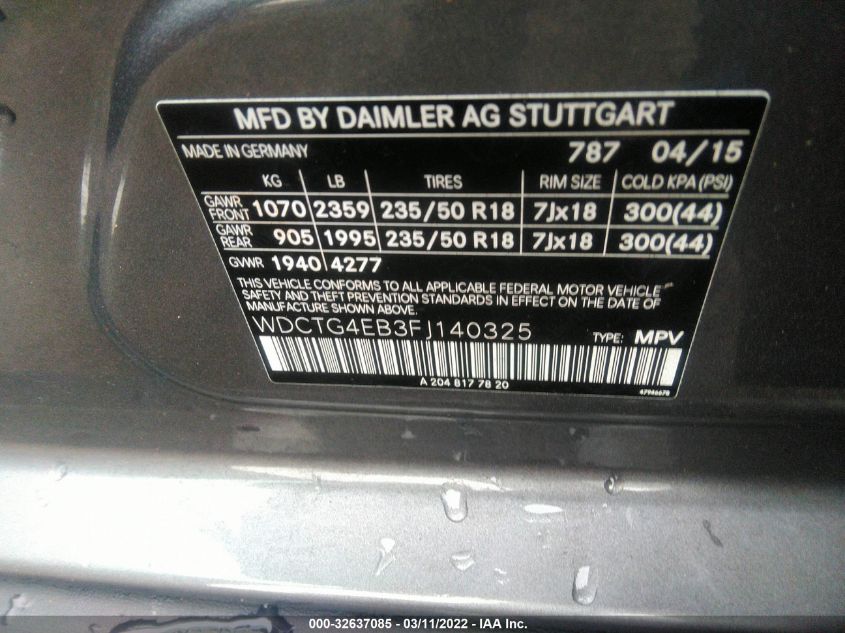 MFD BY DAIMLER AG STUTTGART
MADE IN GERMANY 787 04/15
KG LB TIRES RIM SIZE COLD KPA (PSI)
GAWR FRONT 1070 2359 235/50 R18 7Jx18 300(44)
GAWR REAR 905 1995 235/50 R18 7Jx18 300(44)
GVWR 1940 4277
THIS VEHICLE CONFORMS TO ALL APPLICABLE FEDERAL MOTOR VEHICLE
SAFETY AND THEFT PREVENTION STANDARDS IN EFFECT ON THE DATE OF
MANUFACTURE SHOWN ABOVE.
WDCTG4EB3FJ140325 TYPE: MPV
A 204 817 78 20 47946678
000-32637085 - 03/11/2022 - IAA Inc.